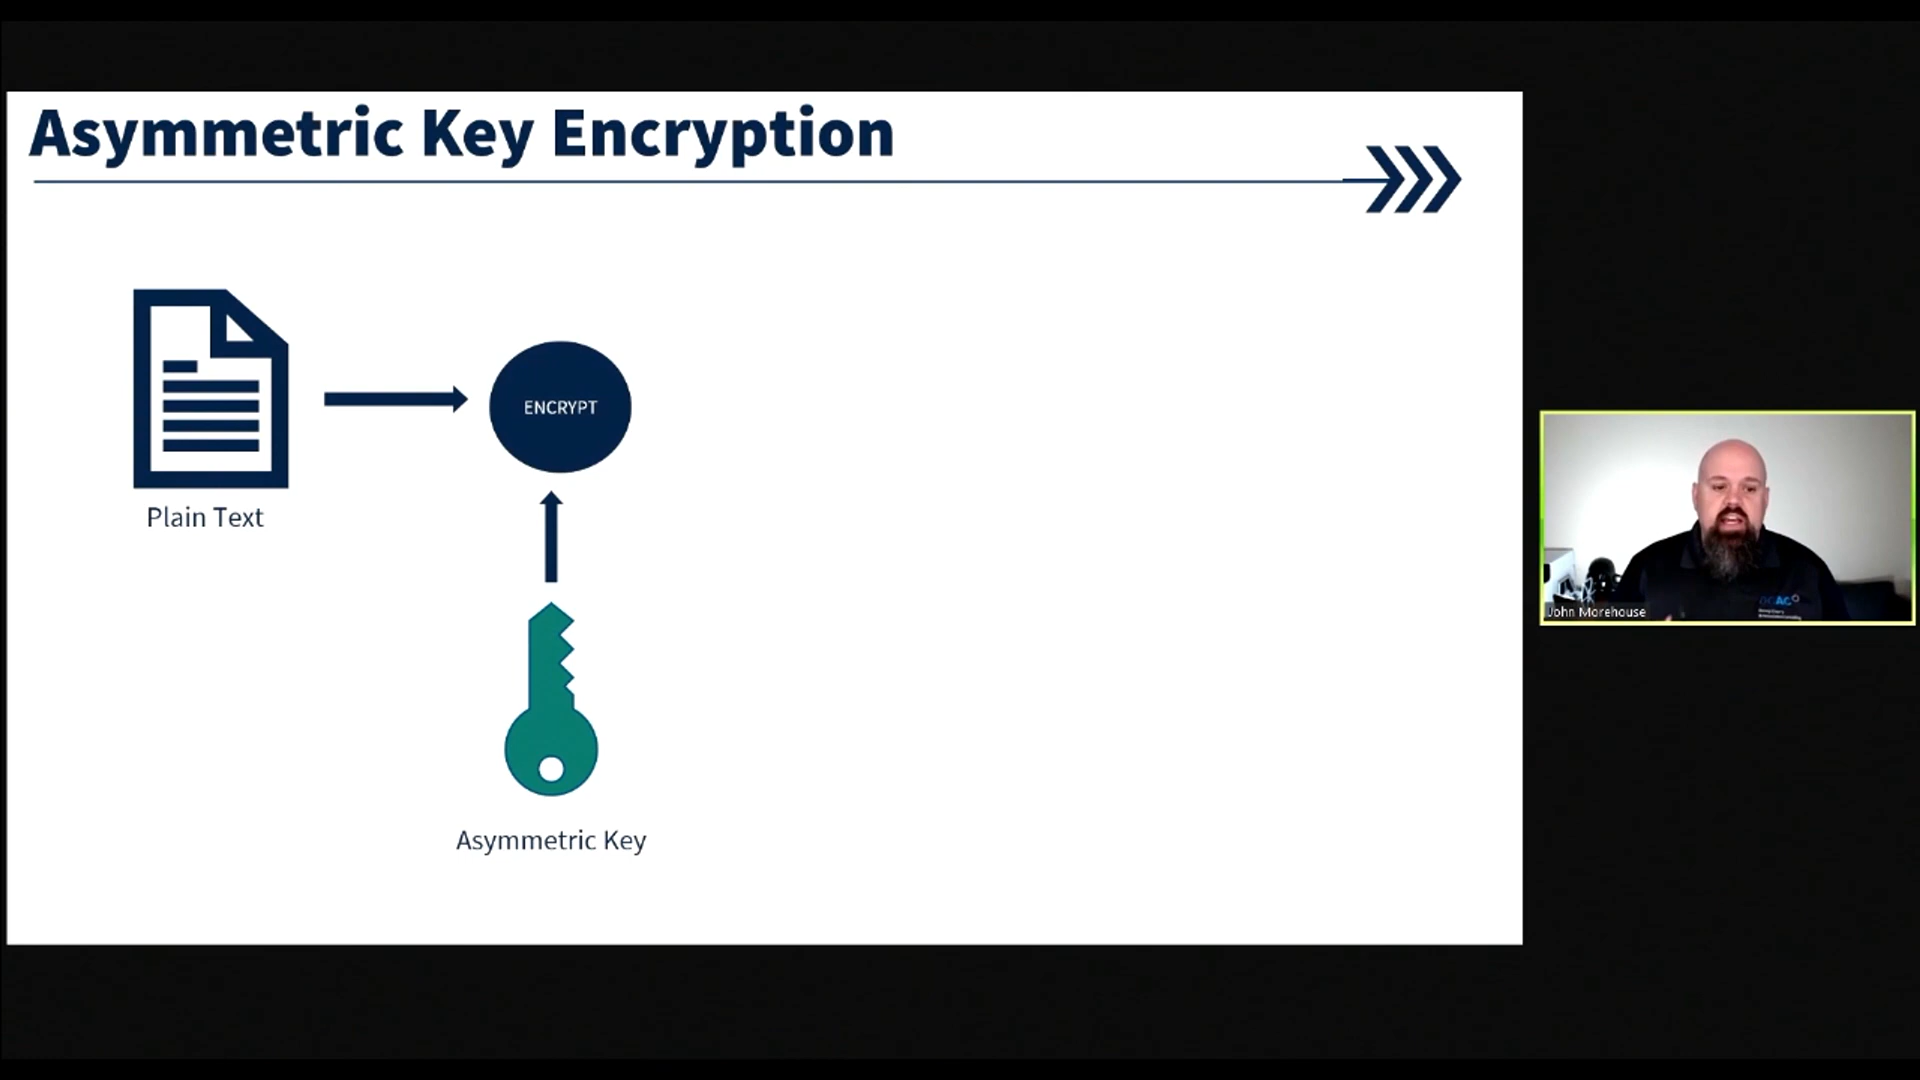 Asymmetric Key Encryption
ENCRYPT
Plain Text
Asymmetric Key
John Morehouse